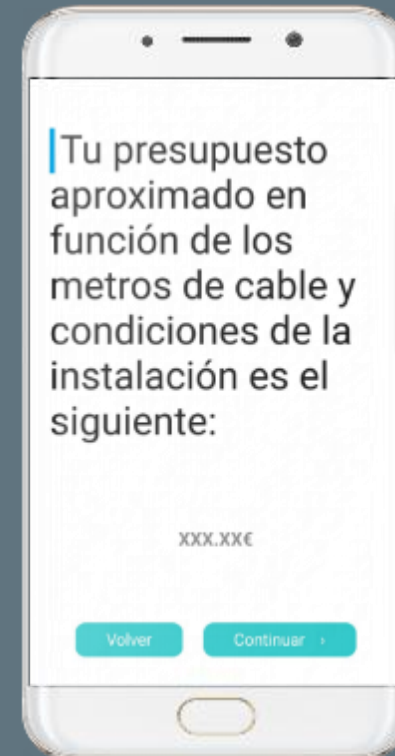 Tu presupuesto
aproximado en
función de los
metros de cable y
condiciones de la
instalación es el
siguiente:
xxx.xx€
Volver
Continuar ›